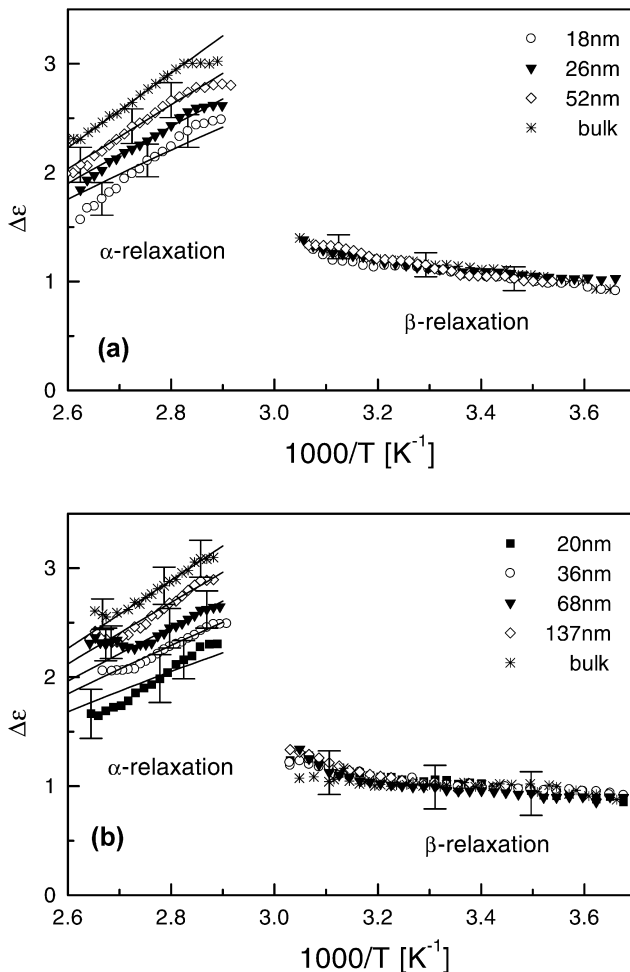 (a)
18nm
26nm
52nm
bulk
3
2
1
0
Δε
α-relaxation
β-relaxation
2.6 2.8 3.0 3.2 3.4 3.6
1000/T [K⁻¹]
3
2
1
0
Δε
20nm
36nm
68nm
137nm
bulk
α-relaxation
(b)
β-relaxation
2.6 2.8 3.0 3.2 3.4 3.6
1000/T [K⁻¹]